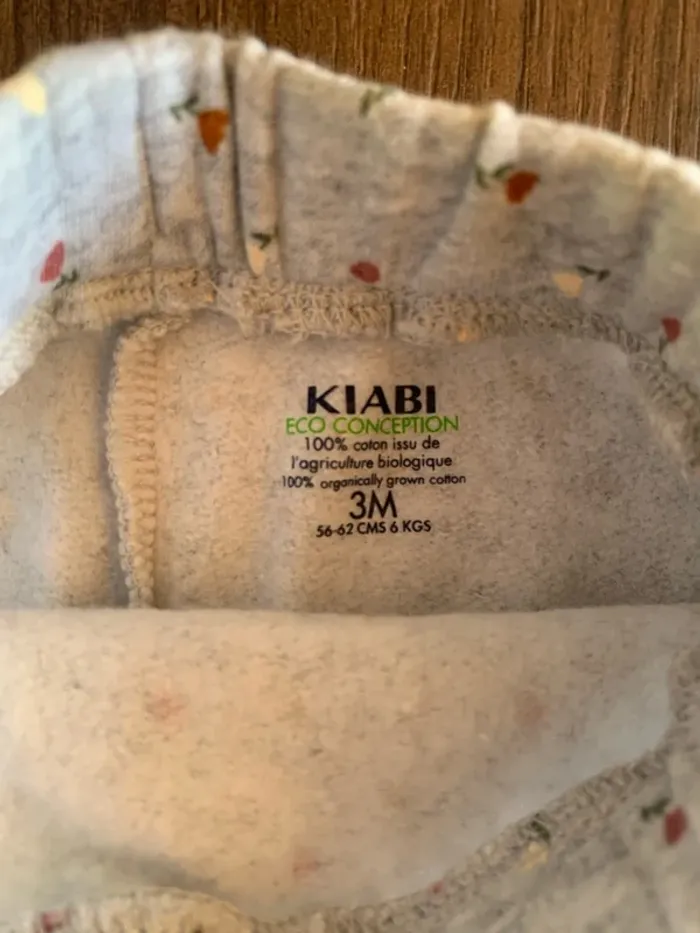 KIABI
ECO CONCEPTION
100% coton issu de
l'agriculture biologique
100% organically grown cotton
3M
56-62 CMS 6 KGS